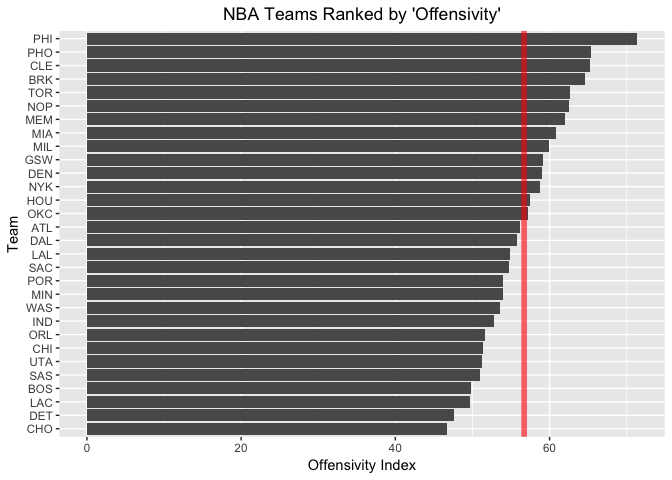 NBA Teams Ranked by 'Offensivity'
PHI
PHO
CLE
BRK
TOR
NOP
MEM
MIA
MIL
GSW
DEN
NYK
HOU
OKC
ATL
DAL
LAL
SAC
POR
MIN
WAS
IND
ORL
CHI
UTA
SAS
BOS
LAC
DET
CHO
Team
0 20 40 60
Offensivity Index